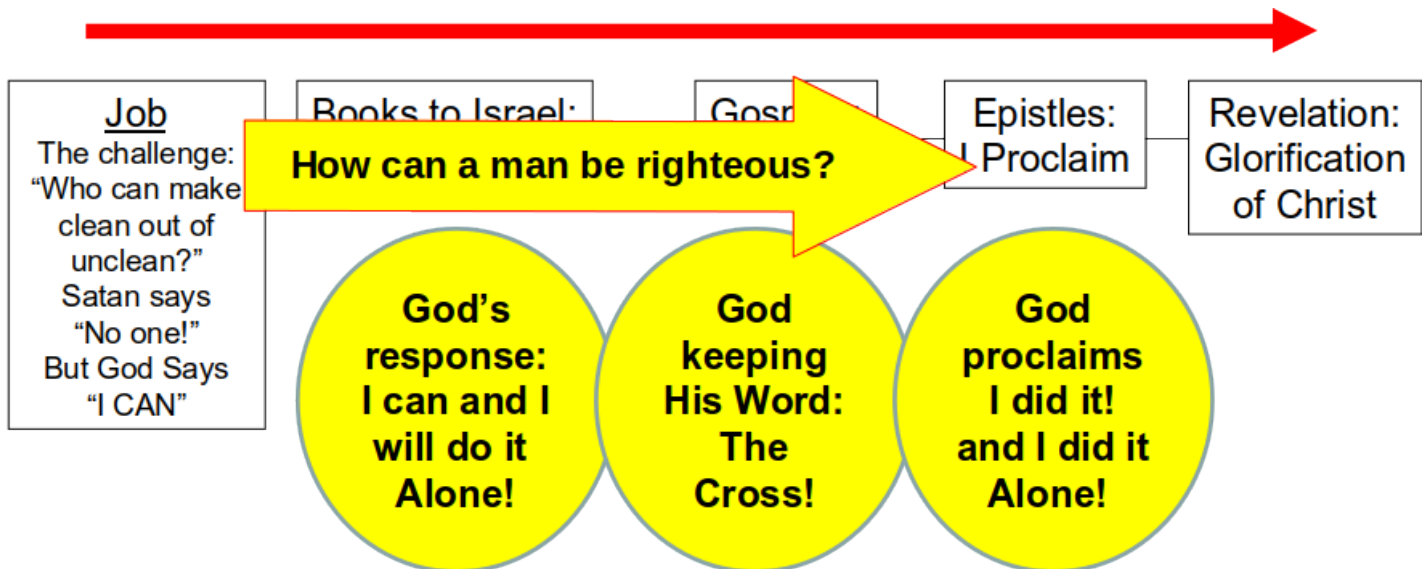 Job
The challenge:
“Who can make
clean out of
unclean?”
Satan says
“No one!”
But God Says
“I CAN”
Books to Israel:
How can a man be righteous?
Epistles:
I Proclaim
Revelation:
Glorification
of Christ
God’s
response:
I can and I
will do it
Alone!
God
keeping
His Word:
The
Cross!
God
proclaims
I did it!
and I did it
Alone!